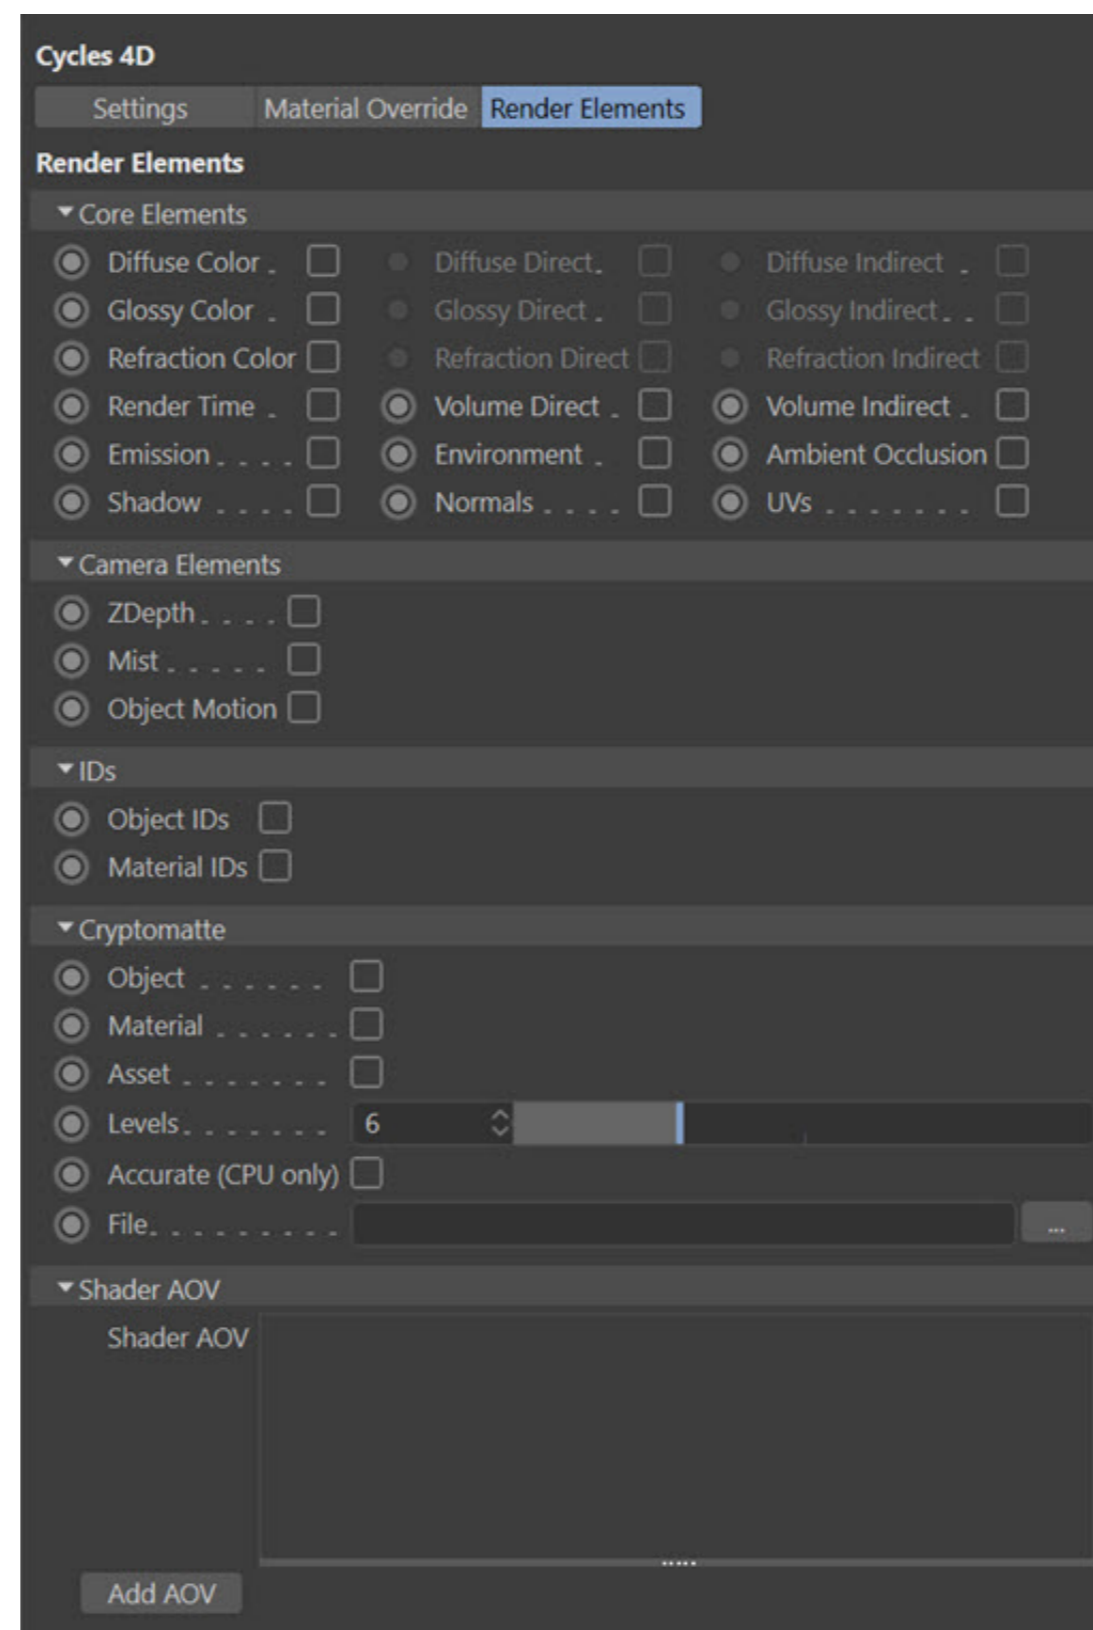 Cycles 4D
Settings Material Override Render Elements
Render Elements
Core Elements
Diffuse Color Diffuse Direct Diffuse Indirect
Glossy Color Glossy Direct Glossy Indirect
Refraction Color Refraction Direct Refraction Indirect
Render Time Volume Direct Volume Indirect
Emission Environment Ambient Occlusion
Shadow Normals UVs
Camera Elements
ZDepth
Mist
Object Motion
IDs
Object IDs
Material IDs
Cryptomatte
Object
Material
Asset
Levels 6
Accurate (CPU only)
File ...
Shader AOV
Shader AOV
Add AOV